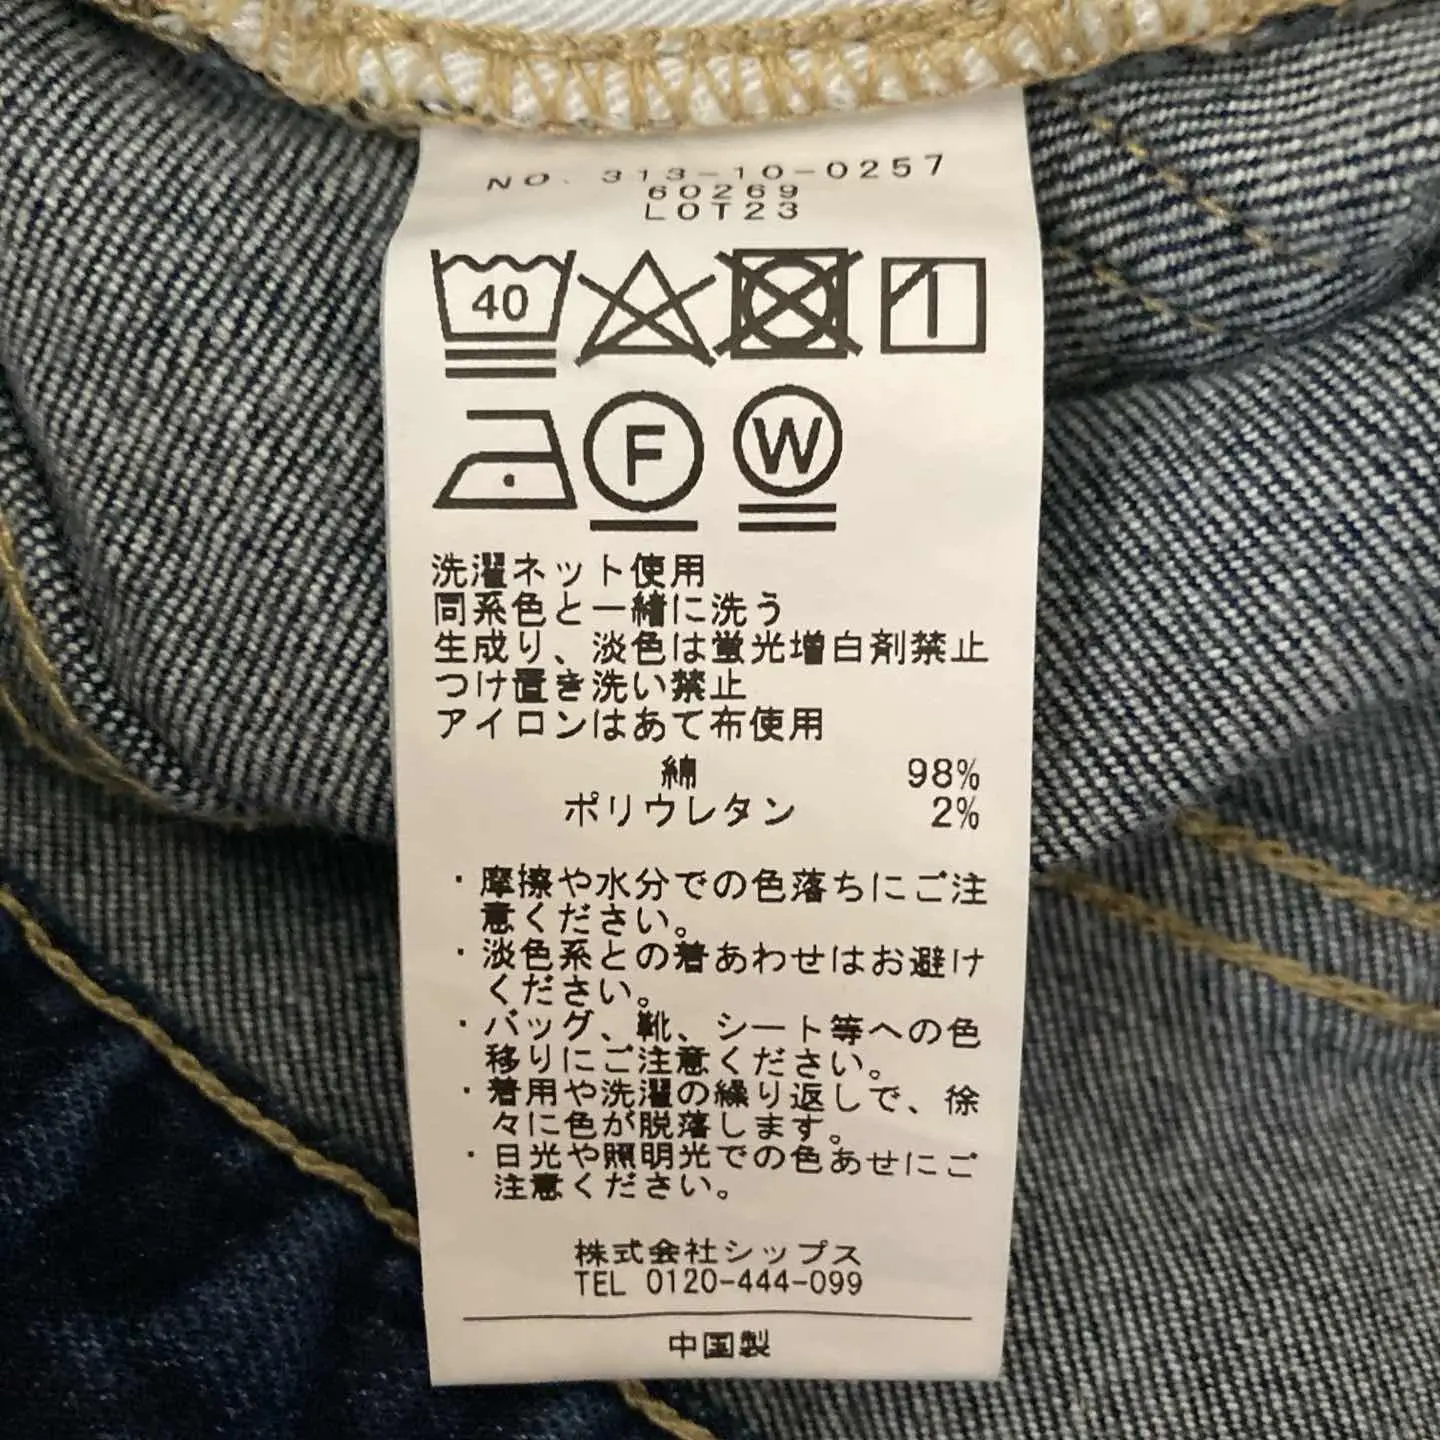 NO. 313-10-0257
60269
LOT23
40
F
W
洗濯ネット使用
同系色と一緒に洗う
生成り、淡色は蛍光増白剤禁止
つけ置き洗い禁止
アイロンはあて布使用
綿 98%
ポリウレタン 2%
・摩擦や水分での色落ちにご注
意ください。
・淡色系との着あわせはお避け
ください。
・バッグ、靴、シート等への色
移りにご注意ください。
・着用や洗濯の繰り返しで、徐
々に色が脱落します。
・日光や照明光での色あせにご
注意ください。
株式会社シップス
TEL 0120-444-099
中国製